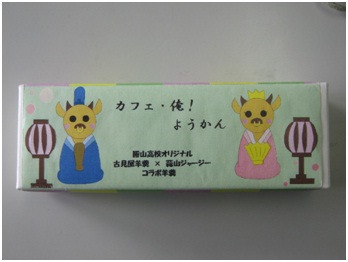 カフェ・俺!
ようかん
勝山高校オリジナル
古見屋羊羹 × 蒜山ジャージー
コラボ羊羹